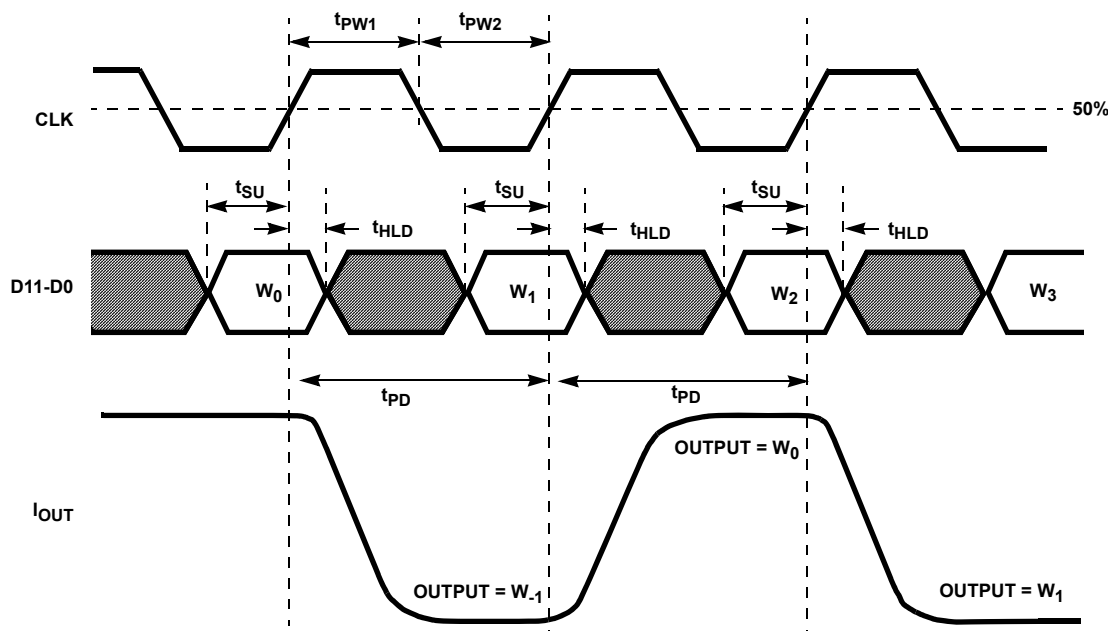 tPW1 tPW2
CLK
50%
tSU tSU tSU
tHLD tHLD tHLD
D11-D0
W0 W1 W2 W3
tPD tPD
OUTPUT = W0
IOUT
OUTPUT = W-1 OUTPUT = W1